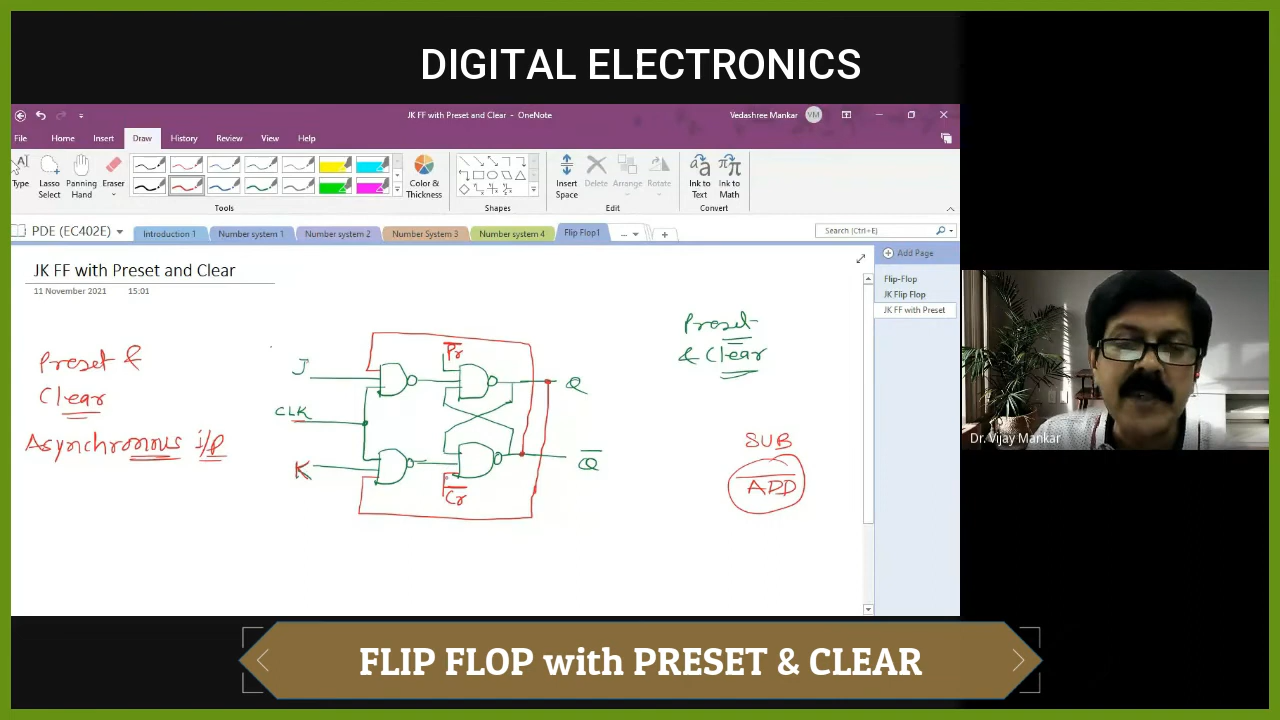 DIGITAL ELECTRONICS
JK FF with Preset and Clear - OneNote
Vedashree Mankar VM
File Home Insert Draw History Review View Help
Type Lasso Select Panning Hand Eraser
Color & Thickness
Insert Space Delete Arrange Rotate
Ink to Text Ink to Math
Tools Shapes Edit Convert
PDE (EC402E) Introduction 1 Number system 1 Number system 2 Number System 3 Number system 4 Flip Flop1 ... Search (Ctrl+E)
Add Page
Flip-Flop
JK Flip Flop
JK FF with Preset
JK FF with Preset and Clear
11 November 2021 15:01
Preset &
Clear
Asynchronous i/p
J
CLK
K
P̅r̅
C̅r̅
Q
Q̅
Preset
& Clear
SUB
A̅D̅D̅
Dr. Vijay Mankar
FLIP FLOP with PRESET & CLEAR